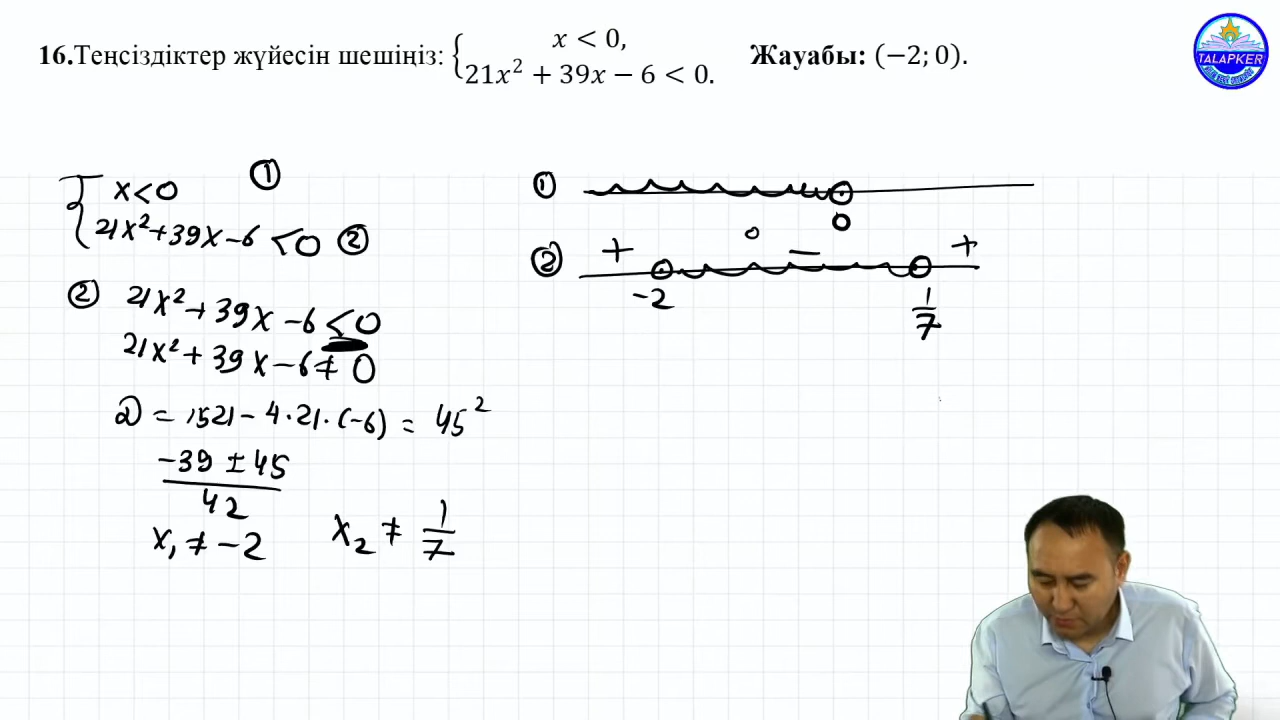 16.Теңсіздіктер жүйесін шешіңіз: { x < 0, 21x² + 39x − 6 < 0. Жауабы: (−2; 0).
TALAPKER
{ x<0 ①
21x²+39x−6 <0 ②
② 21x²+39x−6 <0
21x²+39x−6 ≠ 0
D = 1521−4·21·(−6) = 45²
−39 ± 45
42
x₁ ≠ −2 x₂ ≠ 1/7
①
0
② + − +
−2 1/7